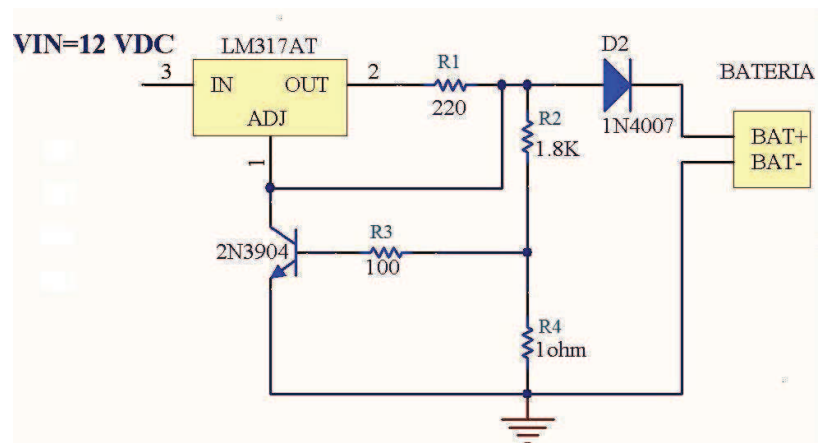 VIN=12 VDC
LM317AT
3
IN
OUT
2
ADJ
1
R1
220
D2
1N4007
BATERIA
BAT+
BAT-
R2
1.8K
2N3904
R3
100
R4
1ohm